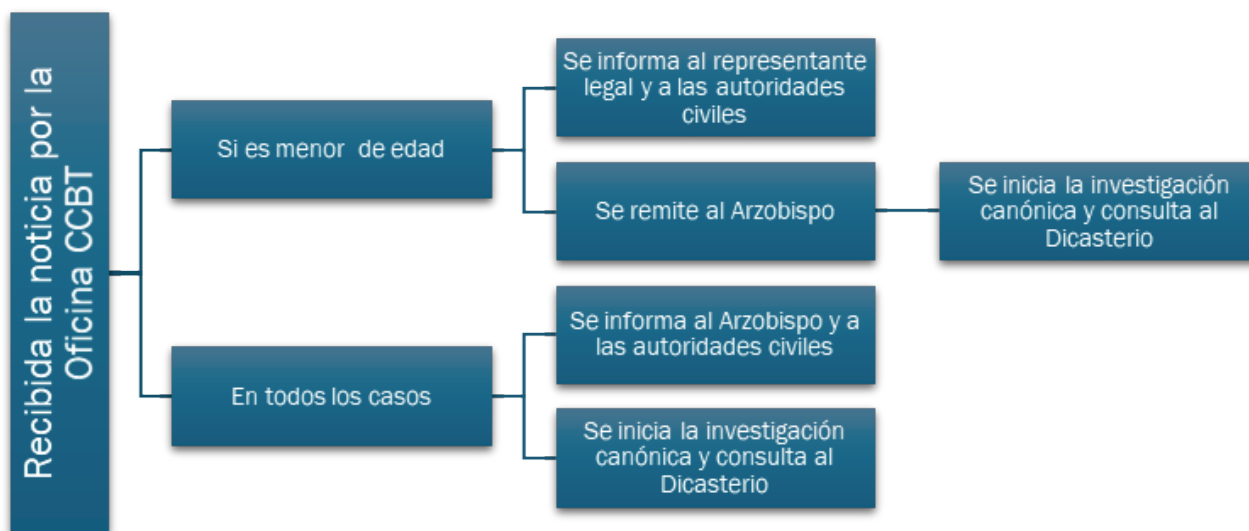 Recibida la noticia por la
Oficina CCBT
Si es menor de edad
Se informa al representante
legal y a las autoridades
civiles
Se remite al Arzobispo
Se inicia la investigación
canónica y consulta al
Dicasterio
En todos los casos
Se informa al Arzobispo y a
las autoridades civiles
Se inicia la investigación
canónica y consulta al
Dicasterio